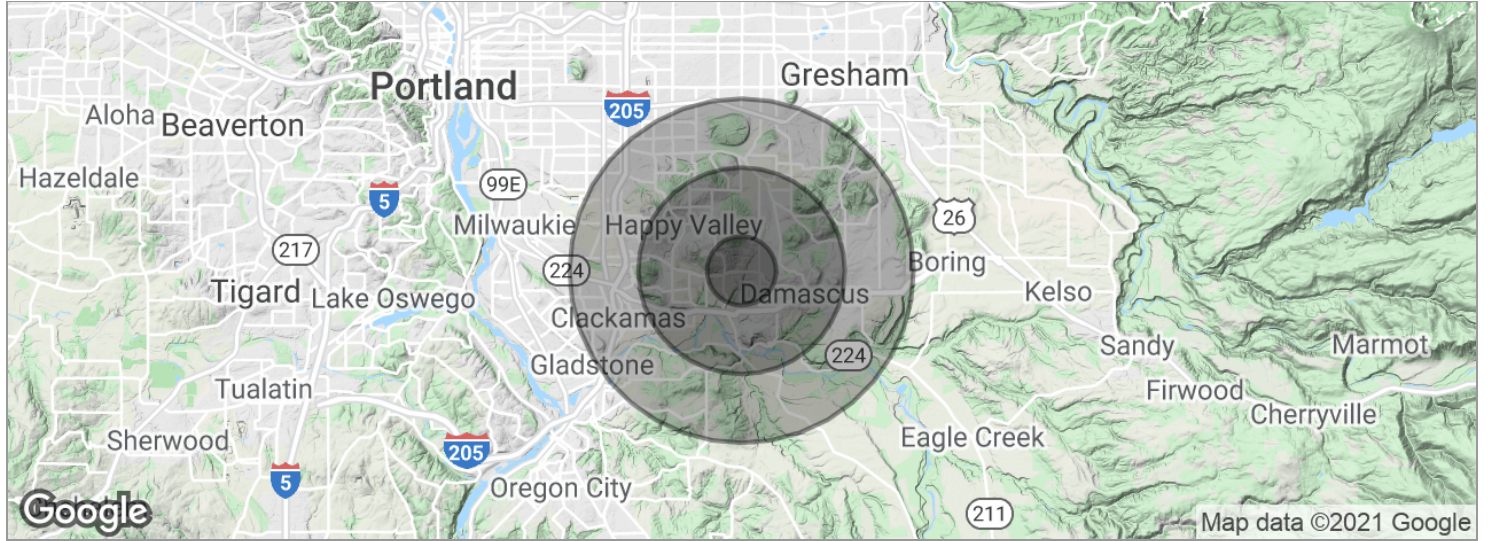 Gresham
Portland
205
Aloha
Beaverton
Hazeldale
99E
5
26
Milwaukie
Happy Valley
217
224
Boring
Tigard
Lake Oswego
Damascus
Kelso
Clackamas
Sandy
Marmot
224
Gladstone
Tualatin
Firwood
Cherryville
Sherwood
205
Eagle Creek
5
Oregon City
211
Google
Map data ©2021 Google